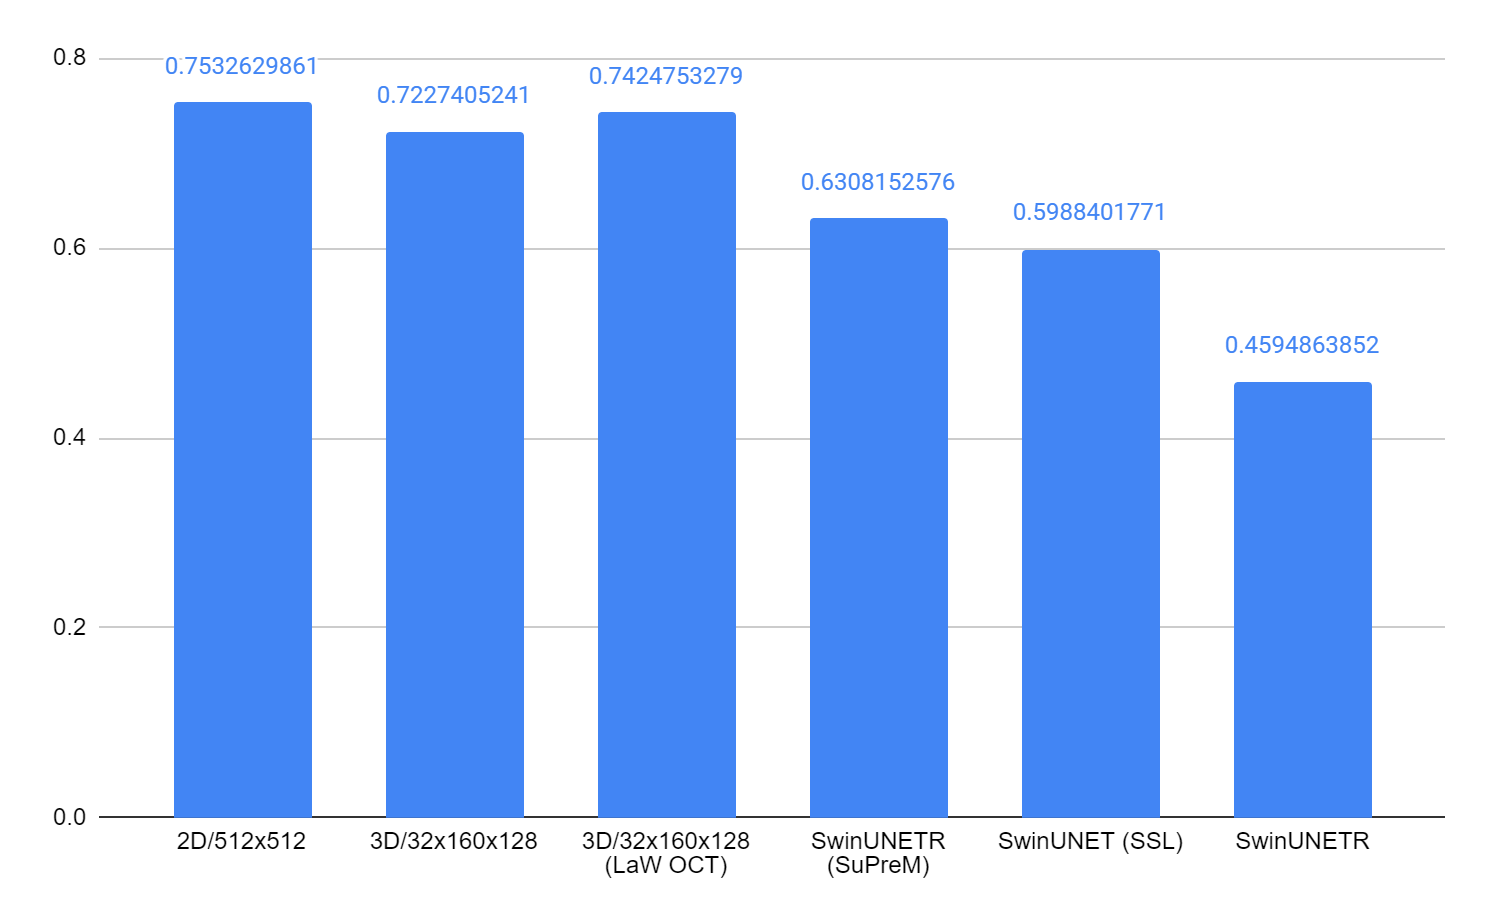 0.8
0.6
0.4
0.2
0.0
0.7532629861
0.7227405241
0.7424753279
0.6308152576
0.5988401771
0.4594863852
2D/512x512
3D/32x160x128
3D/32x160x128
(LaW OCT)
SwinUNETR
(SuPreM)
SwinUNET (SSL)
SwinUNETR